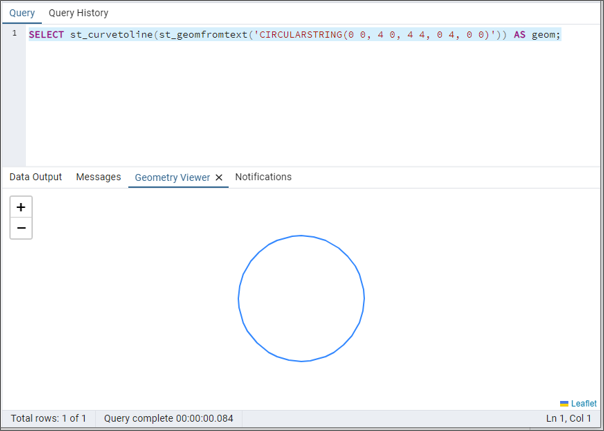 Query Query History
1 SELECT st_curvetoline(st_geomfromtext('CIRCULARSTRING(0 0, 4 0, 4 4, 0 4, 0 0)')) AS geom;
Data Output Messages Geometry Viewer Notifications
+
−
Leaflet
Total rows: 1 of 1 Query complete 00:00:00.084 Ln 1, Col 1